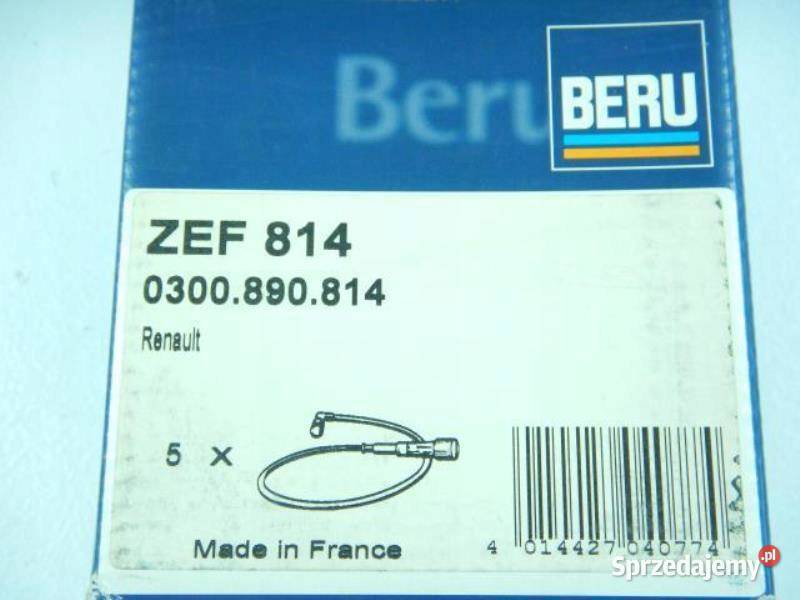 Beru
BERU
ZEF 814
0300.890.814
Renault
5 x
Made in France
4 014427 040774
Sprzedajemy.pl